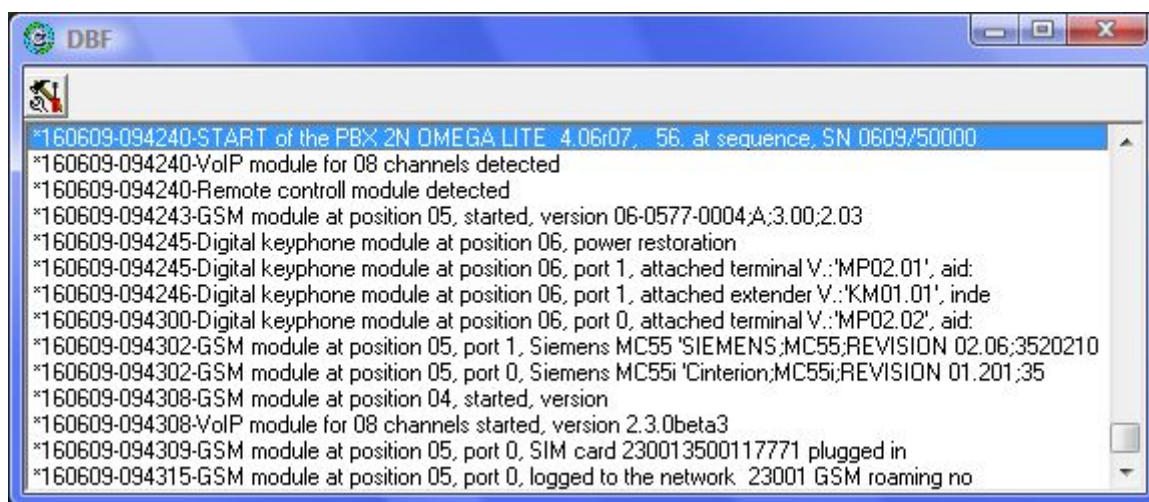 DBF
*160609-094240-START of the PBX 2N OMEGA LITE  4.06r07,   56. at sequence, SN 0609/50000
*160609-094240-VoIP module for 08 channels detected
*160609-094240-Remote controll module detected
*160609-094243-GSM module at position 05, started, version 06-0577-0004;A;3.00;2.03
*160609-094245-Digital keyphone module at position 06, power restoration
*160609-094245-Digital keyphone module at position 06, port 1, attached terminal V.:'MP02.01', aid:
*160609-094246-Digital keyphone module at position 06, port 1, attached extender V.:'KM01.01', inde
*160609-094300-Digital keyphone module at position 06, port 0, attached terminal V.:'MP02.02', aid:
*160609-094302-GSM module at position 05, port 1, Siemens MC55 'SIEMENS;MC55;REVISION 02.06;3520210
*160609-094302-GSM module at position 05, port 0, Siemens MC55i 'Cinterion;MC55i;REVISION 01.201;35
*160609-094308-GSM module at position 04, started, version
*160609-094308-VoIP module for 08 channels started, version 2.3.0beta3
*160609-094309-GSM module at position 05, port 0, SIM card 230013500117771 plugged in
*160609-094315-GSM module at position 05, port 0, logged to the network  23001 GSM roaming no